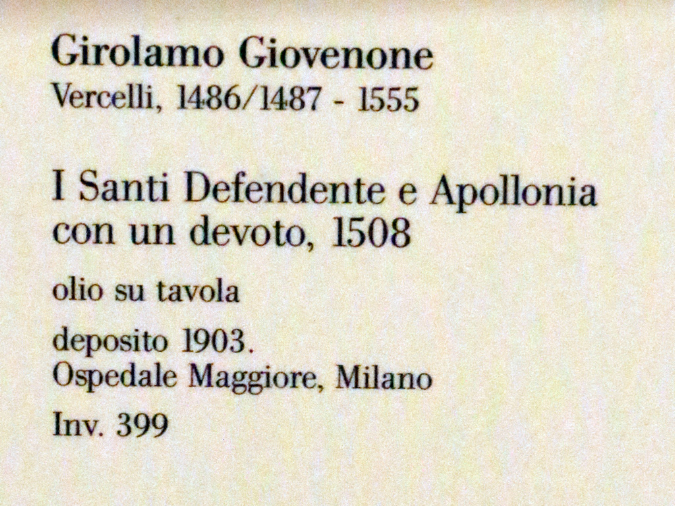 Girolamo Giovenone
Vercelli, 1486/1487 - 1555
I Santi Defendente e Apollonia
con un devoto, 1508
olio su tavola
deposito 1903.
Ospedale Maggiore, Milano
Inv. 399